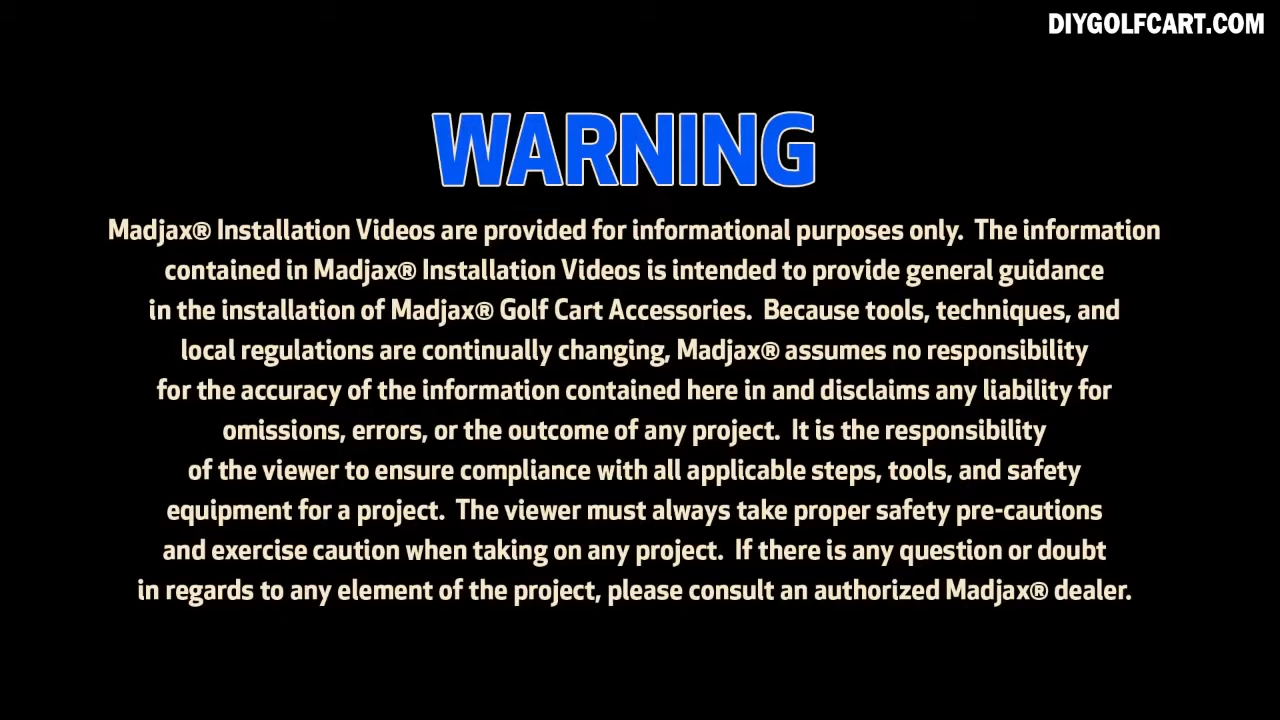 DIYGOLFCART.COM
WARNING
Madjax® Installation Videos are provided for informational purposes only.  The information
contained in Madjax® Installation Videos is intended to provide general guidance
in the installation of Madjax® Golf Cart Accessories.  Because tools, techniques, and
local regulations are continually changing, Madjax® assumes no responsibility
for the accuracy of the information contained here in and disclaims any liability for
omissions, errors, or the outcome of any project.  It is the responsibility
of the viewer to ensure compliance with all applicable steps, tools, and safety
equipment for a project.  The viewer must always take proper safety pre-cautions
and exercise caution when taking on any project.  If there is any question or doubt
in regards to any element of the project, please consult an authorized Madjax® dealer.